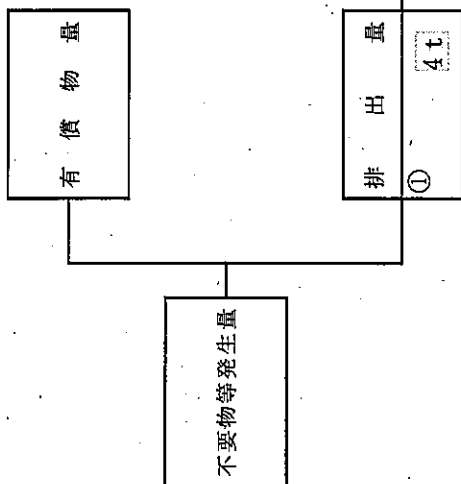 有償物量
排出量
① 4t
不要物等発生量